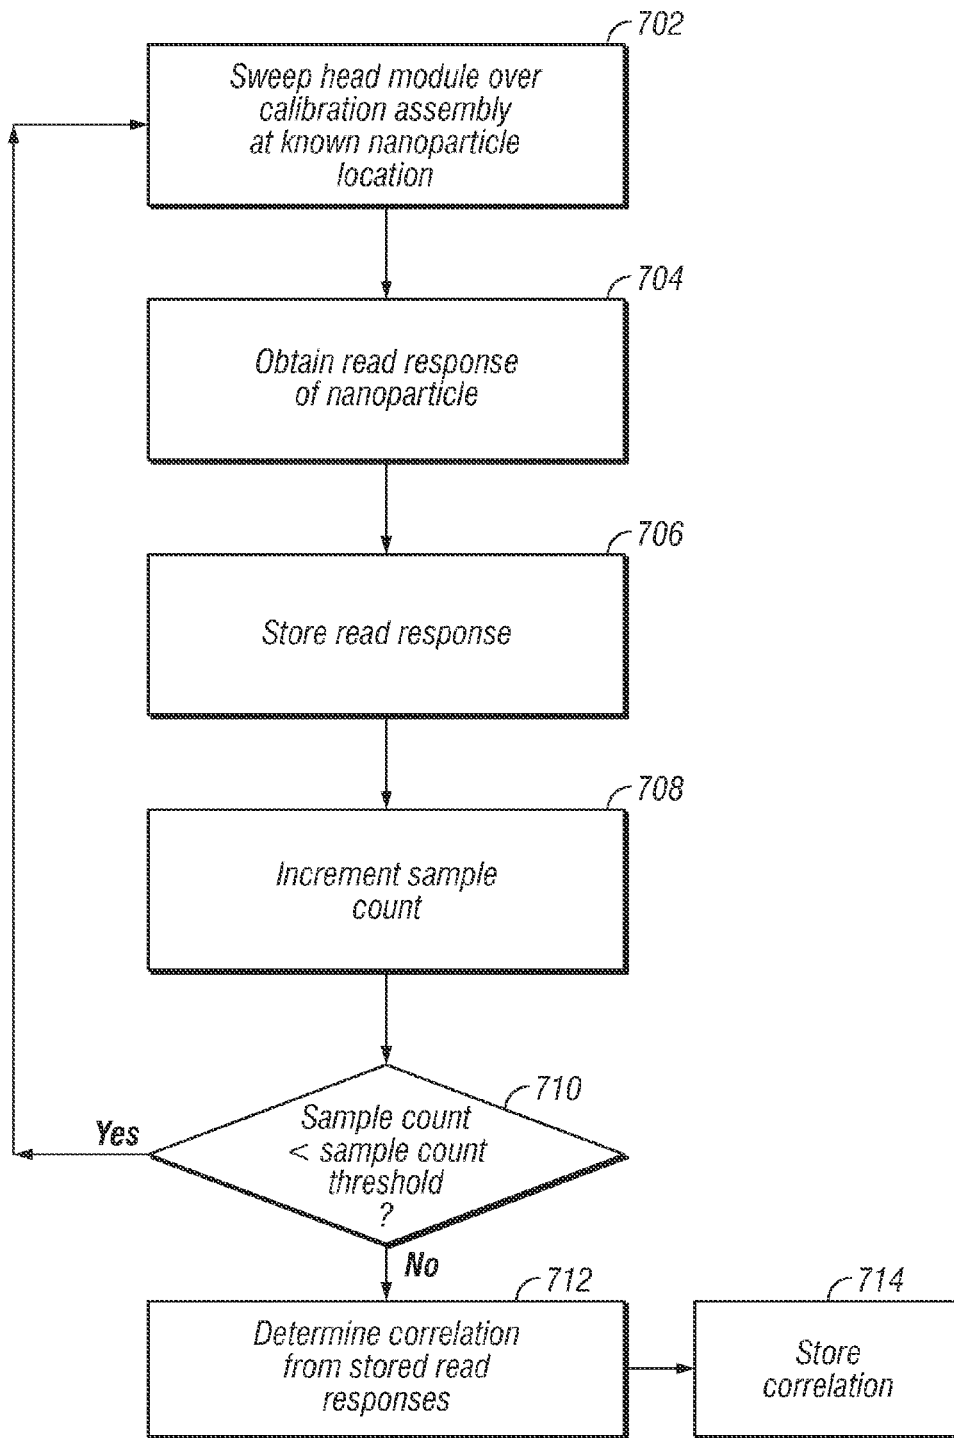 702
Sweep head module over
calibration assembly
at known nanoparticle
location
704
Obtain read response
of nanoparticle
706
Store read response
708
Increment sample
count
710
Sample count
< sample count
threshold
?
Yes
No
712
Determine correlation
from stored read
responses
714
Store
correlation